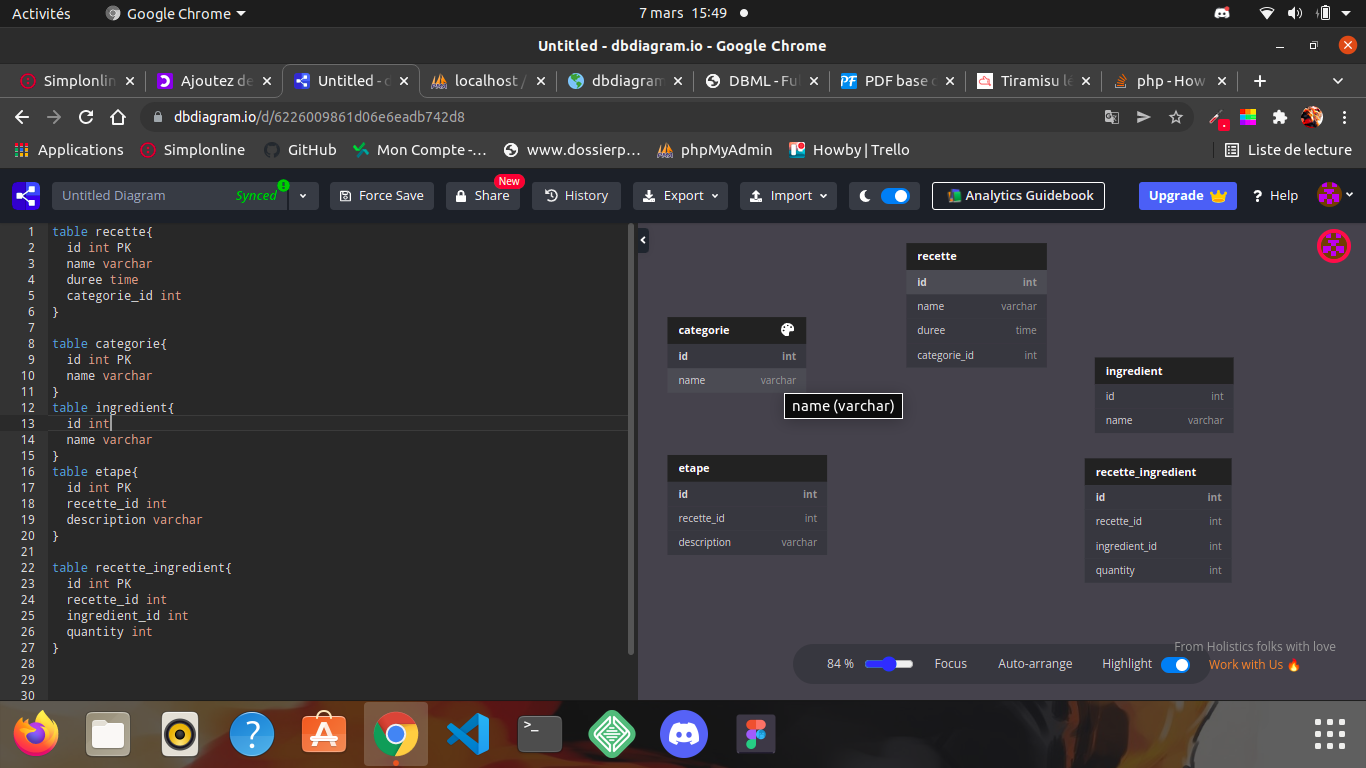 Activités
Google Chrome
7 mars 15:49
Untitled - dbdiagram.io - Google Chrome
Simplonlin
Ajoutez de
Untitled - d
localhost /
dbdiagram
DBML - Ful
PDF base d
Tiramisu lé
php - How
dbdiagram.io/d/6226009861d06e6eadb742d8
Applications
Simplonline
GitHub
Mon Compte -…
www.dossierp…
phpMyAdmin
Howby | Trello
Liste de lecture
Untitled Diagram
Synced
Force Save
Share
New
History
Export
Import
Analytics Guidebook
Upgrade
? Help
1 table recette{
2 id int PK
3 name varchar
4 duree time
5 categorie_id int
6 }
7
8 table categorie{
9 id int PK
10 name varchar
11 }
12 table ingredient{
13 id int
14 name varchar
15 }
16 table etape{
17 id int PK
18 recette_id int
19 description varchar
20 }
21
22 table recette_ingredient{
23 id int PK
24 recette_id int
25 ingredient_id int
26 quantity int
27 }
28
29
30
recette
id int
name varchar
duree time
categorie_id int
categorie
id int
name varchar
name (varchar)
ingredient
id int
name varchar
etape
id int
recette_id int
description varchar
recette_ingredient
id int
recette_id int
ingredient_id int
quantity int
84 %
Focus
Auto-arrange
Highlight
From Holistics folks with love
Work with Us